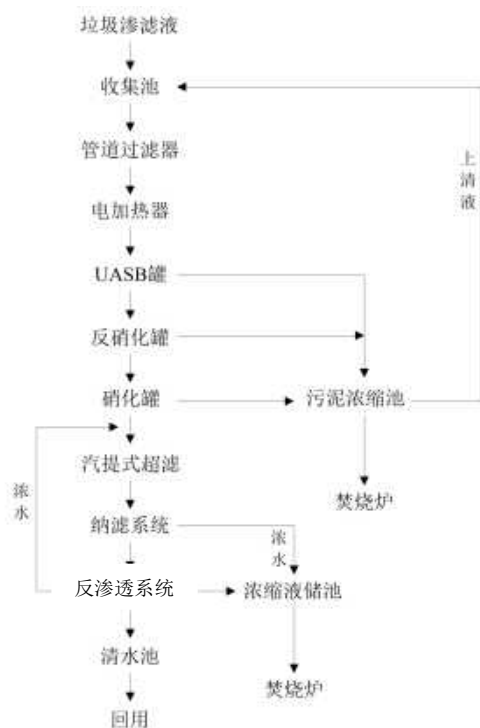 垃圾渗滤液
收集池
管道过滤器
上清液
电加热器
UASB罐
反硝化罐
硝化罐
污泥浓缩池
汽提式超滤
浓水
焚烧炉
纳滤系统
浓水
反渗透系统
浓缩液储池
清水池
焚烧炉
回用